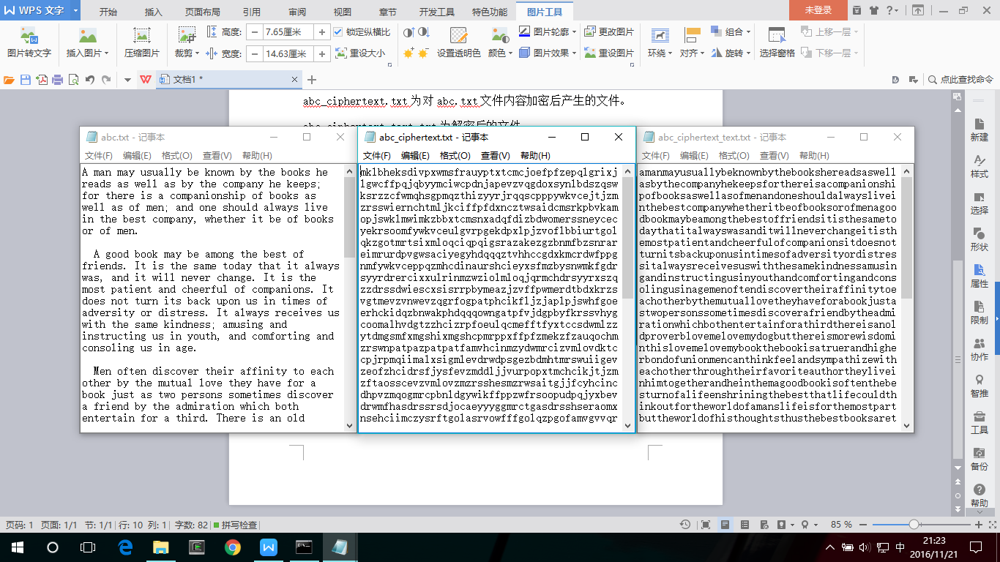 WPS 文字
开始 插入 页面布局 引用 审阅 视图 章节 开发工具 特色功能 图片工具 未登录
图片转文字 插入图片 压缩图片 裁剪 高度: 7.65厘米 锁定纵横比 宽度: 14.63厘米 重设大小 设置透明色 颜色 图片轮廓 图片效果 更改图片 重设图片 环绕 对齐 组合 旋转 选择窗格 上移一层 下移一层
文档1 * 点此查找命令
abc_ciphertext.txt为对 abc.txt文件内容加密后产生的文件。
abc.txt - 记事本
文件(F) 编辑(E) 格式(O) 查看(V) 帮助(H)
A man may usually be known by the books he
reads as well as by the company he keeps;
for there is a companionship of books as
well as of men; and one should always live
in the best company, whether it be of books
or of men.
A good book may be among the best of
friends. It is the same today that it always
was, and it will never change. It is the
most patient and cheerful of companions. It
does not turn its back upon us in times of
adversity or distress. It always receives us
with the same kindness; amusing and
instructing us in youth, and comforting and
consoling us in age.
Men often discover their affinity to each
other by the mutual love they have for a
book just as two persons sometimes discover
a friend by the admiration which both
entertain for a third. There is an old
abc_ciphertext.txt - 记事本
文件(F) 编辑(E) 格式(O) 查看(V) 帮助(H)
mklbheksdivpxwmsfrauyptxtcmcjoefpfzepqlgrixj
lgwcffpqjqbyymciwcpdnjapevzvqgdoxsynlbdszqsw
ksrzzcfwmqhsgpmqzthizyyrjrqqscpppywkvcejtjzm
zrsswiernchtmljkciffpfdxncztwsaidcmsrkpbvkam
opjswklmwimkzbbxtcmsnxadqfdizbdwomerssneycec
yekrsoomfywkvceulgvrpgekdpxlpjzvoflbbiurtgol
qkzgotmrtsixmloqciqpqigsrazakezgzbnmfbzsnrar
eimrurdpvgwsaciyegyhdqqqztvhhccgdxkmcrdwfppg
nmfywkvceppqzmhcdinaurshcieyxsfmzbysnwmkfgdr
syyrdrercixxulrinmzwziolmloqjqrmchdrsyyrxszq
zzdrssdwiescxsisrrpbymeazjzvffpwmerdtbdxkrzs
vgtmevzvnwevzqgrfogpatphcikfljzjaplpjswhfgoe
erhckidqzbnwakphdqqqowngatpfvjdgpbyfkrssvhyg
coomalhvdgtzzhcizrpfoeulqcmefftfyxtccsdwmlzz
ytdmgsmfxmgshixmgshcpmrppxffpfzmekzfzauqochm
zrswnpatpazpatpatfamvhcinmzydwmrcizvmlovdktc
cpjrpmqiimalxsigmlevdrwdpsgezbdmhtmrswuiigev
zeofzhcidrsfjysfevzmddljjvurpopxtmchcikjtjzm
zftaosscevzvmlovzmzrsshesmzrwsaitgjjfcyhcinc
dhpvzmqogmrcpbnldgywikffppzwfrsoopudpqjyxbev
drwmfhasdrssrsdjocaeyyyggmrctgasdrsshseraomx
nsehciimczysrftgolasrvowfffgolqzpgofamvgvvqr
abc_ciphertext_text.txt - 记事本
文件(F) 编辑(E) 格式(O) 查看(V) 帮助(H)
amanmayusuallybeknownbythebookshereadsaswell
asbythecompanyhekeepsforthereisacompanionshi
pofbooksaswellasofmenandoneshouldalwayslivei
nthebestcompanywhetheritbeofbooksorofmenagoo
dbookmaybeamongthebestoffriendsitisthesameto
daythatitalwayswasanditwillneverchangeitisth
emostpatientandcheerfulofcompanionsitdoesnot
turnitsbackuponusintimesofadversityordistres
sitalwaysreceivesuswiththesamekindnessamusin
gandinstructingusinyouthandcomfortingandcons
olingusinagemenoftendiscovertheiraffinitytoe
achotherbythemutuallovetheyhaveforabookjusta
stwopersonssometimesdiscoverafriendbytheadmi
rationwhichbothentertainforathirdthereisanol
dproverblovemelovemydogbutthereismorewisdomi
nthislovemelovemybookthebookisatruerandhighe
rbondofunionmencanthinkfeelandsympathizewith
eachotherthroughtheirfavoriteauthortheylivei
nhimtogetherandheinthemagoodbookisoftenthebe
sturnofalifeenshriningthebestthatlifecouldth
inkoutfortheworldofamanslifeisforthemostpart
buttheworldofhisthoughtsthusthebestbooksaret
新建
样式
选择
形状
属性
限制
协作
智推
工具
备份
帮助
页码: 1 页面: 1/1 节: 1/1 行: 10 列: 1 字数: 82 拼写检查 85 %
中 21:23
2016/11/21